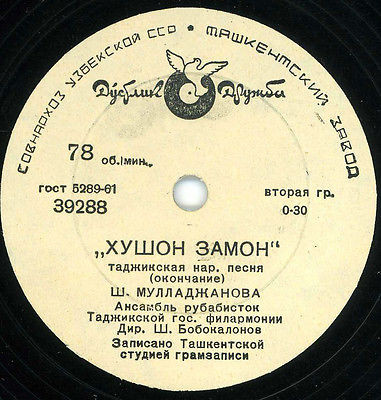 СОВНАРХОЗ УЗБЕКСКОЙ ССР • ТАШКЕНТСКИЙ ЗАВОД
Дўстлик Дружба
78 об./мин.
гост 5289-61
вторая гр.
39288
0-30
„ХУШОН ЗАМОН“
таджикская нар. песня
(окончание)
Ш. МУЛЛАДЖАНОВА
Ансамбль рубабисток
Таджикской гос. филармонии
Дир. Ш. Бобокалонов
Записано Ташкентской
студией грамзаписи